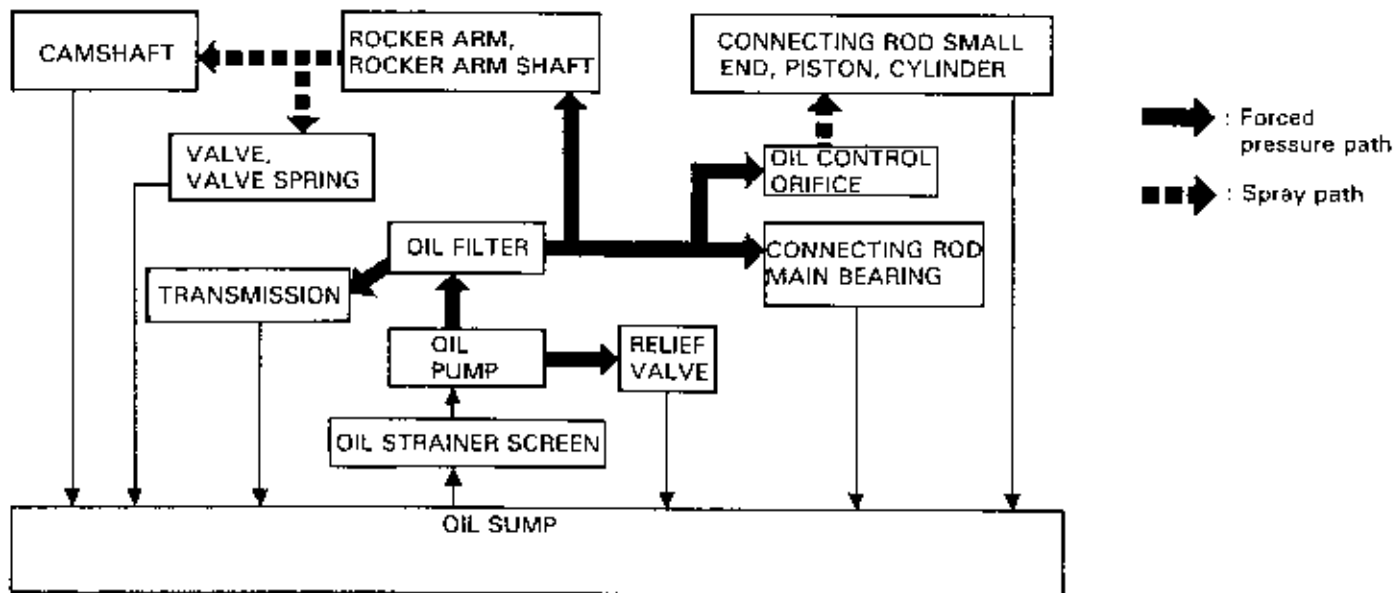 CAMSHAFT
ROCKER ARM,
ROCKER ARM SHAFT
CONNECTING ROD SMALL
END, PISTON, CYLINDER
: Forced
pressure path
: Spray path
VALVE,
VALVE SPRING
OIL CONTROL
ORIFICE
OIL FILTER
CONNECTING ROD
MAIN BEARING
TRANSMISSION
OIL
PUMP
RELIEF
VALVE
OIL STRAINER SCREEN
OIL SUMP